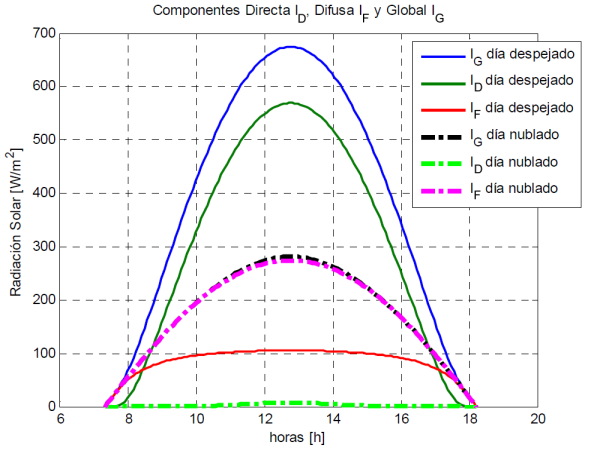 Componentes Directa I_D, Difusa I_F y Global I_G
700
600
500
400
300
200
100
0
Radiación Solar [W/m²]
I_G día despejado
I_D día despejado
I_F día despejado
I_G día nublado
I_D día nublado
I_F día nublado
6 8 10 12 14 16 18 20
horas [h]